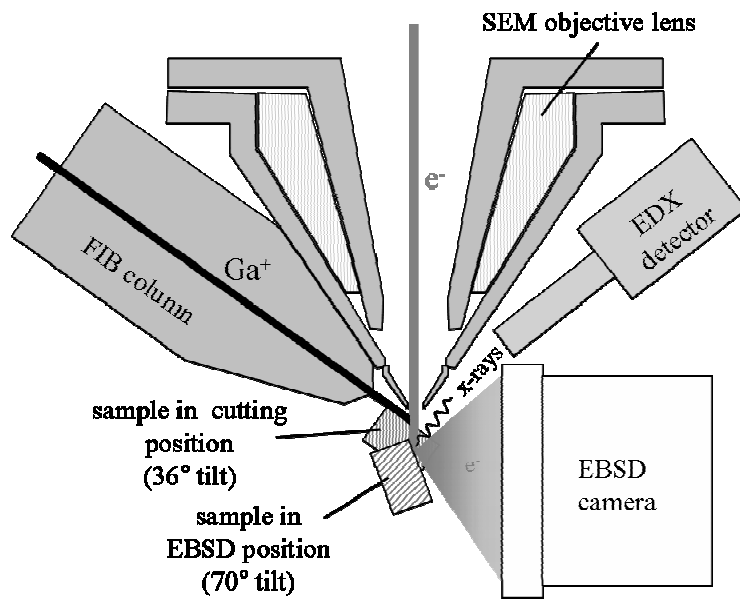 SEM objective lens
e-
EDX
detector
FIB column
Ga+
x-rays
sample in cutting
position
(36° tilt)
e-
EBSD
camera
sample in
EBSD position
(70° tilt)